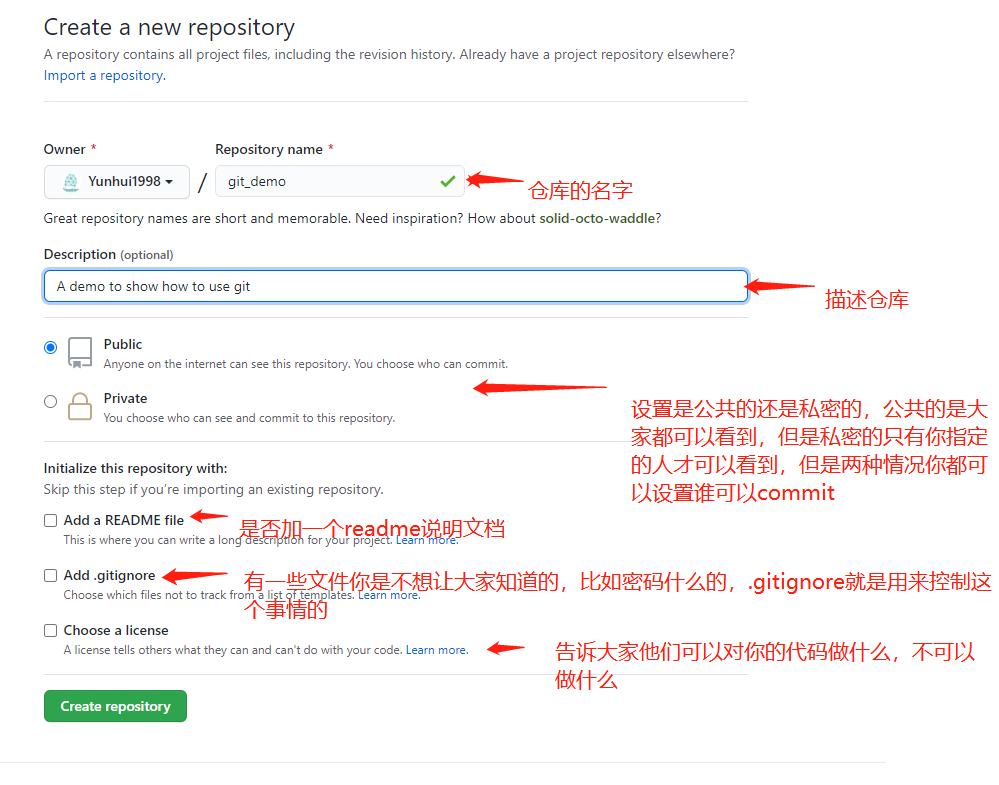 Create a new repository
A repository contains all project files, including the revision history. Already have a project repository elsewhere?
Import a repository.
Owner *
Repository name *
Yunhui1998
/
git_demo
仓库的名字
Great repository names are short and memorable. Need inspiration? How about solid-octo-waddle?
Description (optional)
A demo to show how to use git
描述仓库
Public
Anyone on the internet can see this repository. You choose who can commit.
Private
You choose who can see and commit to this repository.
设置是公共的还是私密的，公共的是大
家都可以看到，但是私密的只有你指定
的人才可以看到，但是两种情况你都可
以设置谁可以commit
Initialize this repository with:
Skip this step if you're importing an existing repository.
Add a README file
是否加一个readme说明文档
This is where you can write a long description for your project. Learn more.
Add .gitignore
有一些文件你是不想让大家知道的，比如密码什么的，.gitignore就是用来控制这
个事情的
Choose which files not to track from a list of templates. Learn more.
Choose a license
A license tells others what they can and can't do with your code. Learn more.
告诉大家他们可以对你的代码做什么，不可以
做什么
Create repository